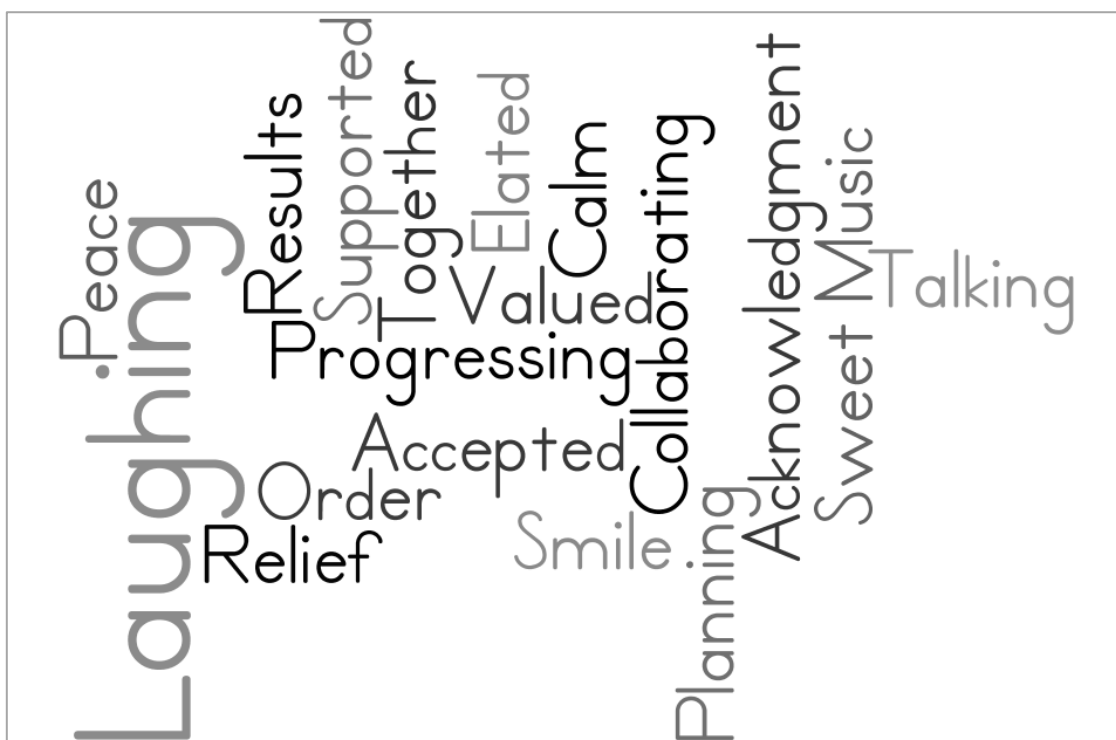 Peace
Laughing
Results
Supported
Together
Elated
Calm
Collaborating
Acknowledgment
Sweet Music
Talking
Valued
Progressing
Accepted
Order
Relief
Smile
Planning